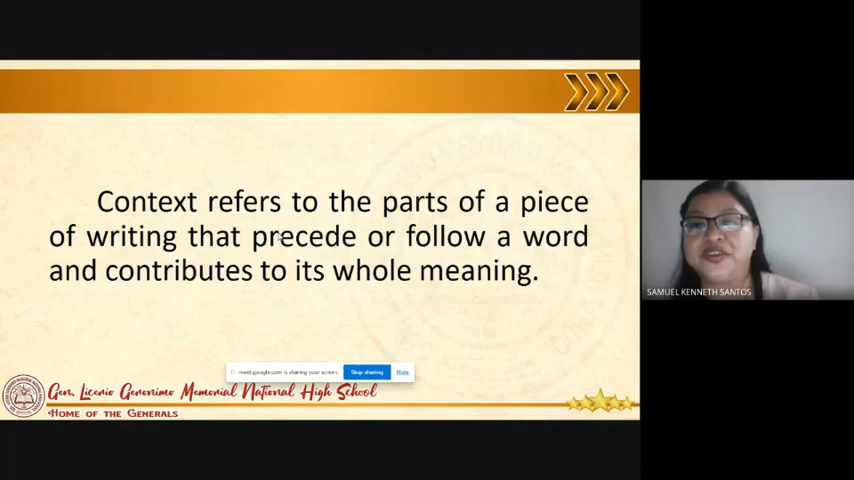 Context refers to the parts of a piece
of writing that precede or follow a word
and contributes to its whole meaning.
SAMUEL KENNETH SANTOS
meet.google.com is sharing your screen.
Stop sharing
Hide
Gen. Licerio Geronimo Memorial National High School
Home of the Generals